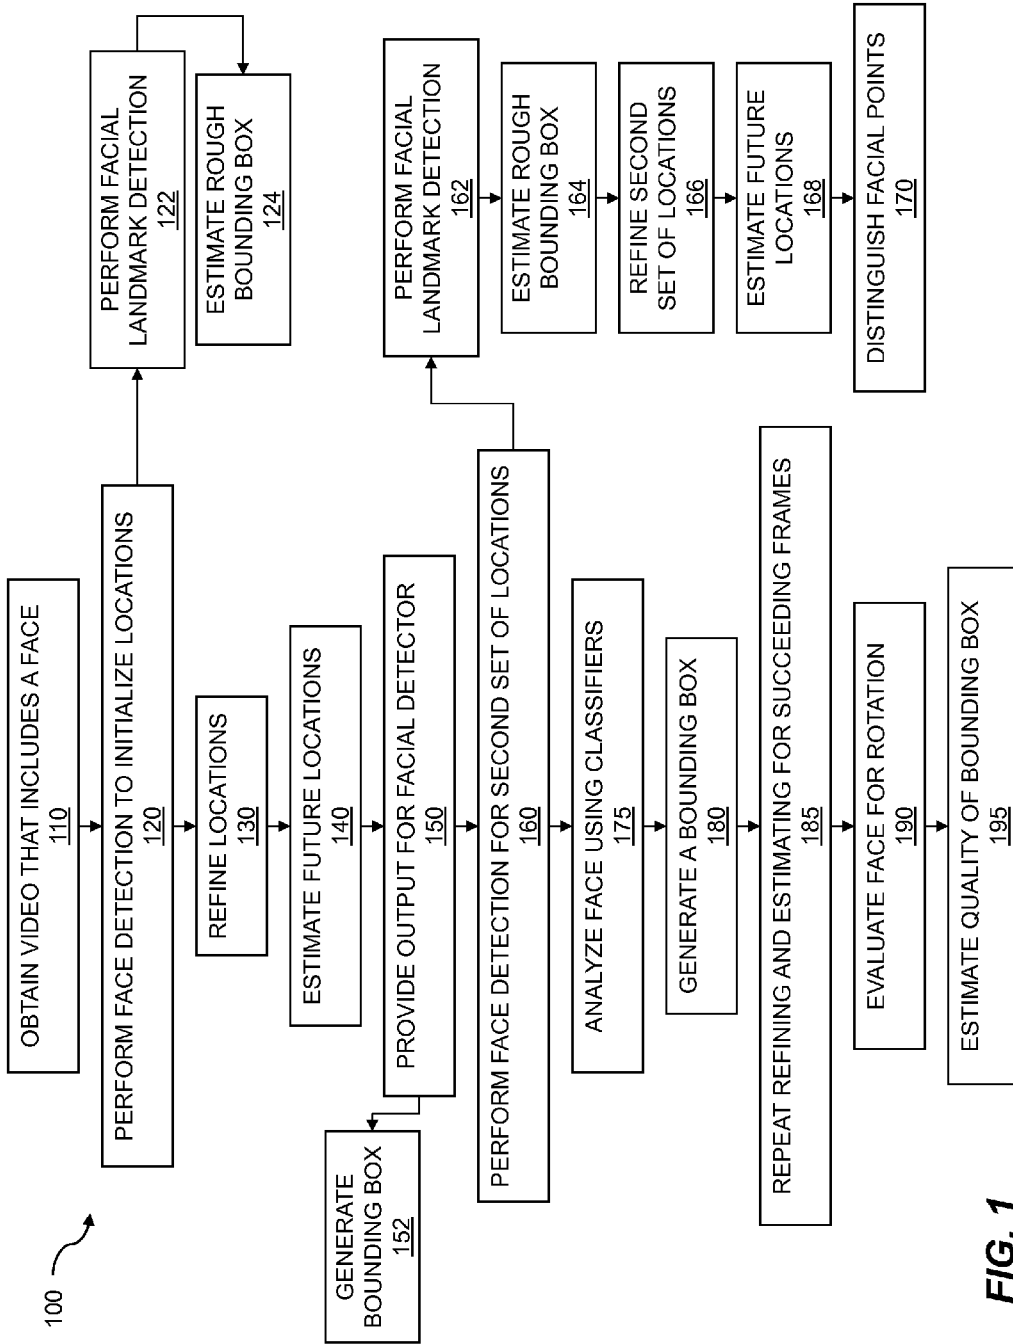 100
OBTAIN VIDEO THAT INCLUDES A FACE
110
PERFORM FACE DETECTION TO INITIALIZE LOCATIONS
120
PERFORM FACIAL
LANDMARK DETECTION
122
ESTIMATE ROUGH
BOUNDING BOX
124
REFINE LOCATIONS
130
ESTIMATE FUTURE LOCATIONS
140
PROVIDE OUTPUT FOR FACIAL DETECTOR
150
GENERATE
BOUNDING BOX
152
PERFORM FACE DETECTION FOR SECOND SET OF LOCATIONS
160
PERFORM FACIAL
LANDMARK DETECTION
162
ESTIMATE ROUGH
BOUNDING BOX
164
REFINE SECOND
SET OF LOCATIONS
166
ESTIMATE FUTURE
LOCATIONS
168
DISTINGUISH FACIAL POINTS
170
ANALYZE FACE USING CLASSIFIERS
175
GENERATE A BOUNDING BOX
180
REPEAT REFINING AND ESTIMATING FOR SUCCEEDING FRAMES
185
EVALUATE FACE FOR ROTATION
190
ESTIMATE QUALITY OF BOUNDING BOX
195
FIG. 1